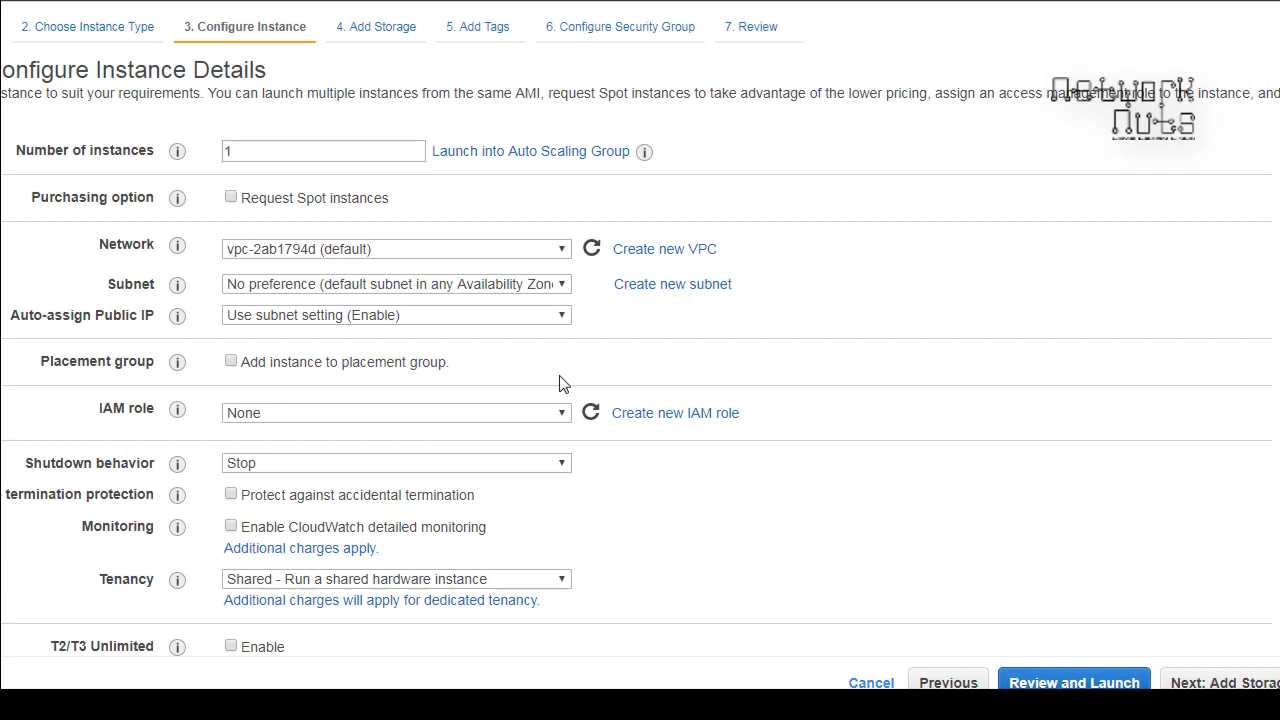 2. Choose Instance Type 3. Configure Instance 4. Add Storage 5. Add Tags 6. Configure Security Group 7. Review
onfigure Instance Details
stance to suit your requirements. You can launch multiple instances from the same AMI, request Spot instances to take advantage of the lower pricing, assign an access management role to the instance, and
Network
Nuts
Number of instances i 1 Launch into Auto Scaling Group i
Purchasing option i Request Spot instances
Network i vpc-2ab1794d (default) Create new VPC
Subnet i No preference (default subnet in any Availability Zon Create new subnet
Auto-assign Public IP i Use subnet setting (Enable)
Placement group i Add instance to placement group.
IAM role i None Create new IAM role
Shutdown behavior i Stop
termination protection i Protect against accidental termination
Monitoring i Enable CloudWatch detailed monitoring
Additional charges apply.
Tenancy i Shared - Run a shared hardware instance
Additional charges will apply for dedicated tenancy.
T2/T3 Unlimited i Enable
Cancel Previous Review and Launch Next: Add Storag